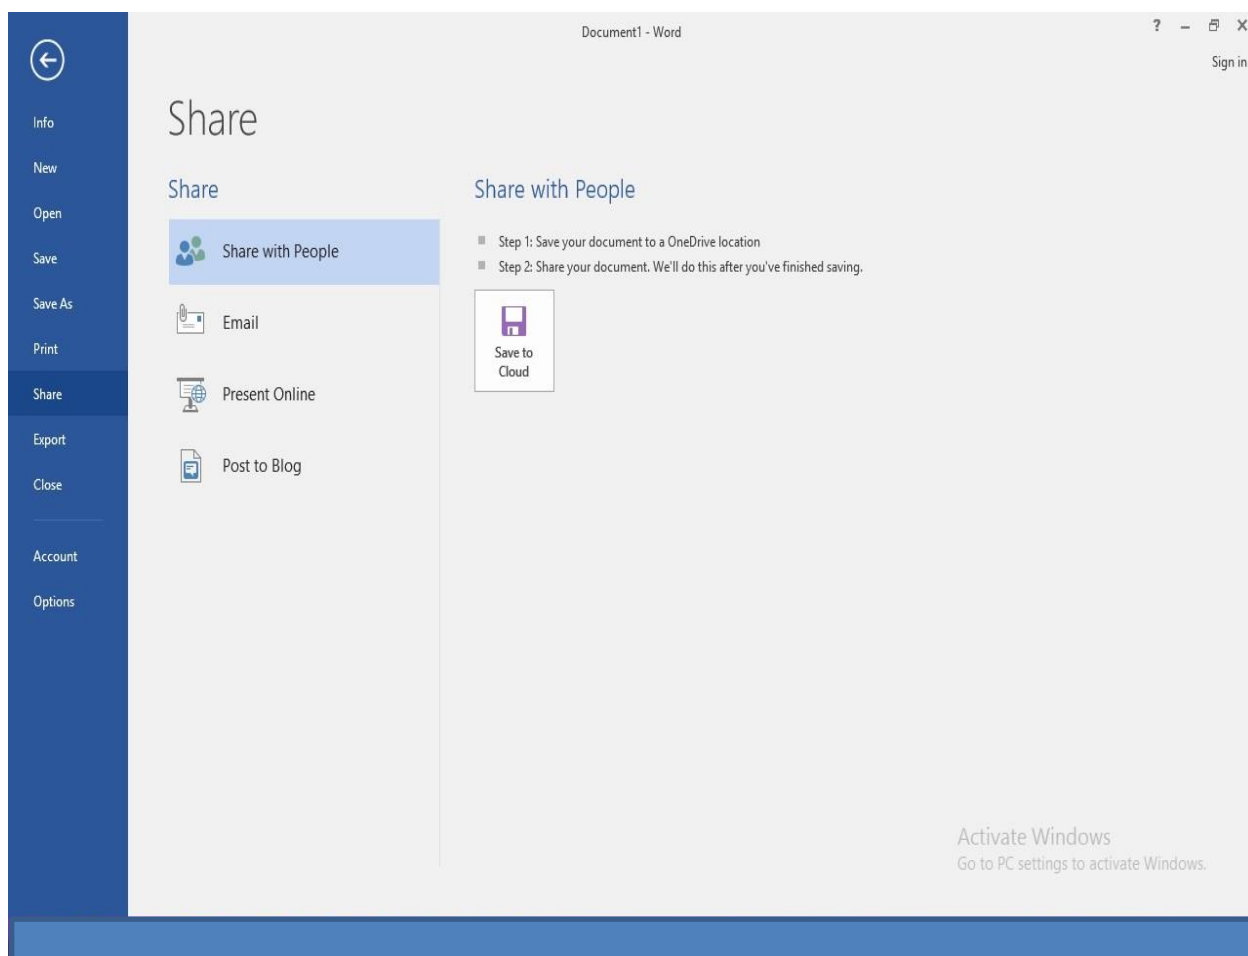 Document1 - Word
?
Sign in
Info
New
Open
Save
Save As
Print
Share
Export
Close
Account
Options
Share
Share
Share with People
Email
Present Online
Post to Blog
Share with People
Step 1: Save your document to a OneDrive location
Step 2: Share your document. We'll do this after you've finished saving.
Save to
Cloud
Activate Windows
Go to PC settings to activate Windows.